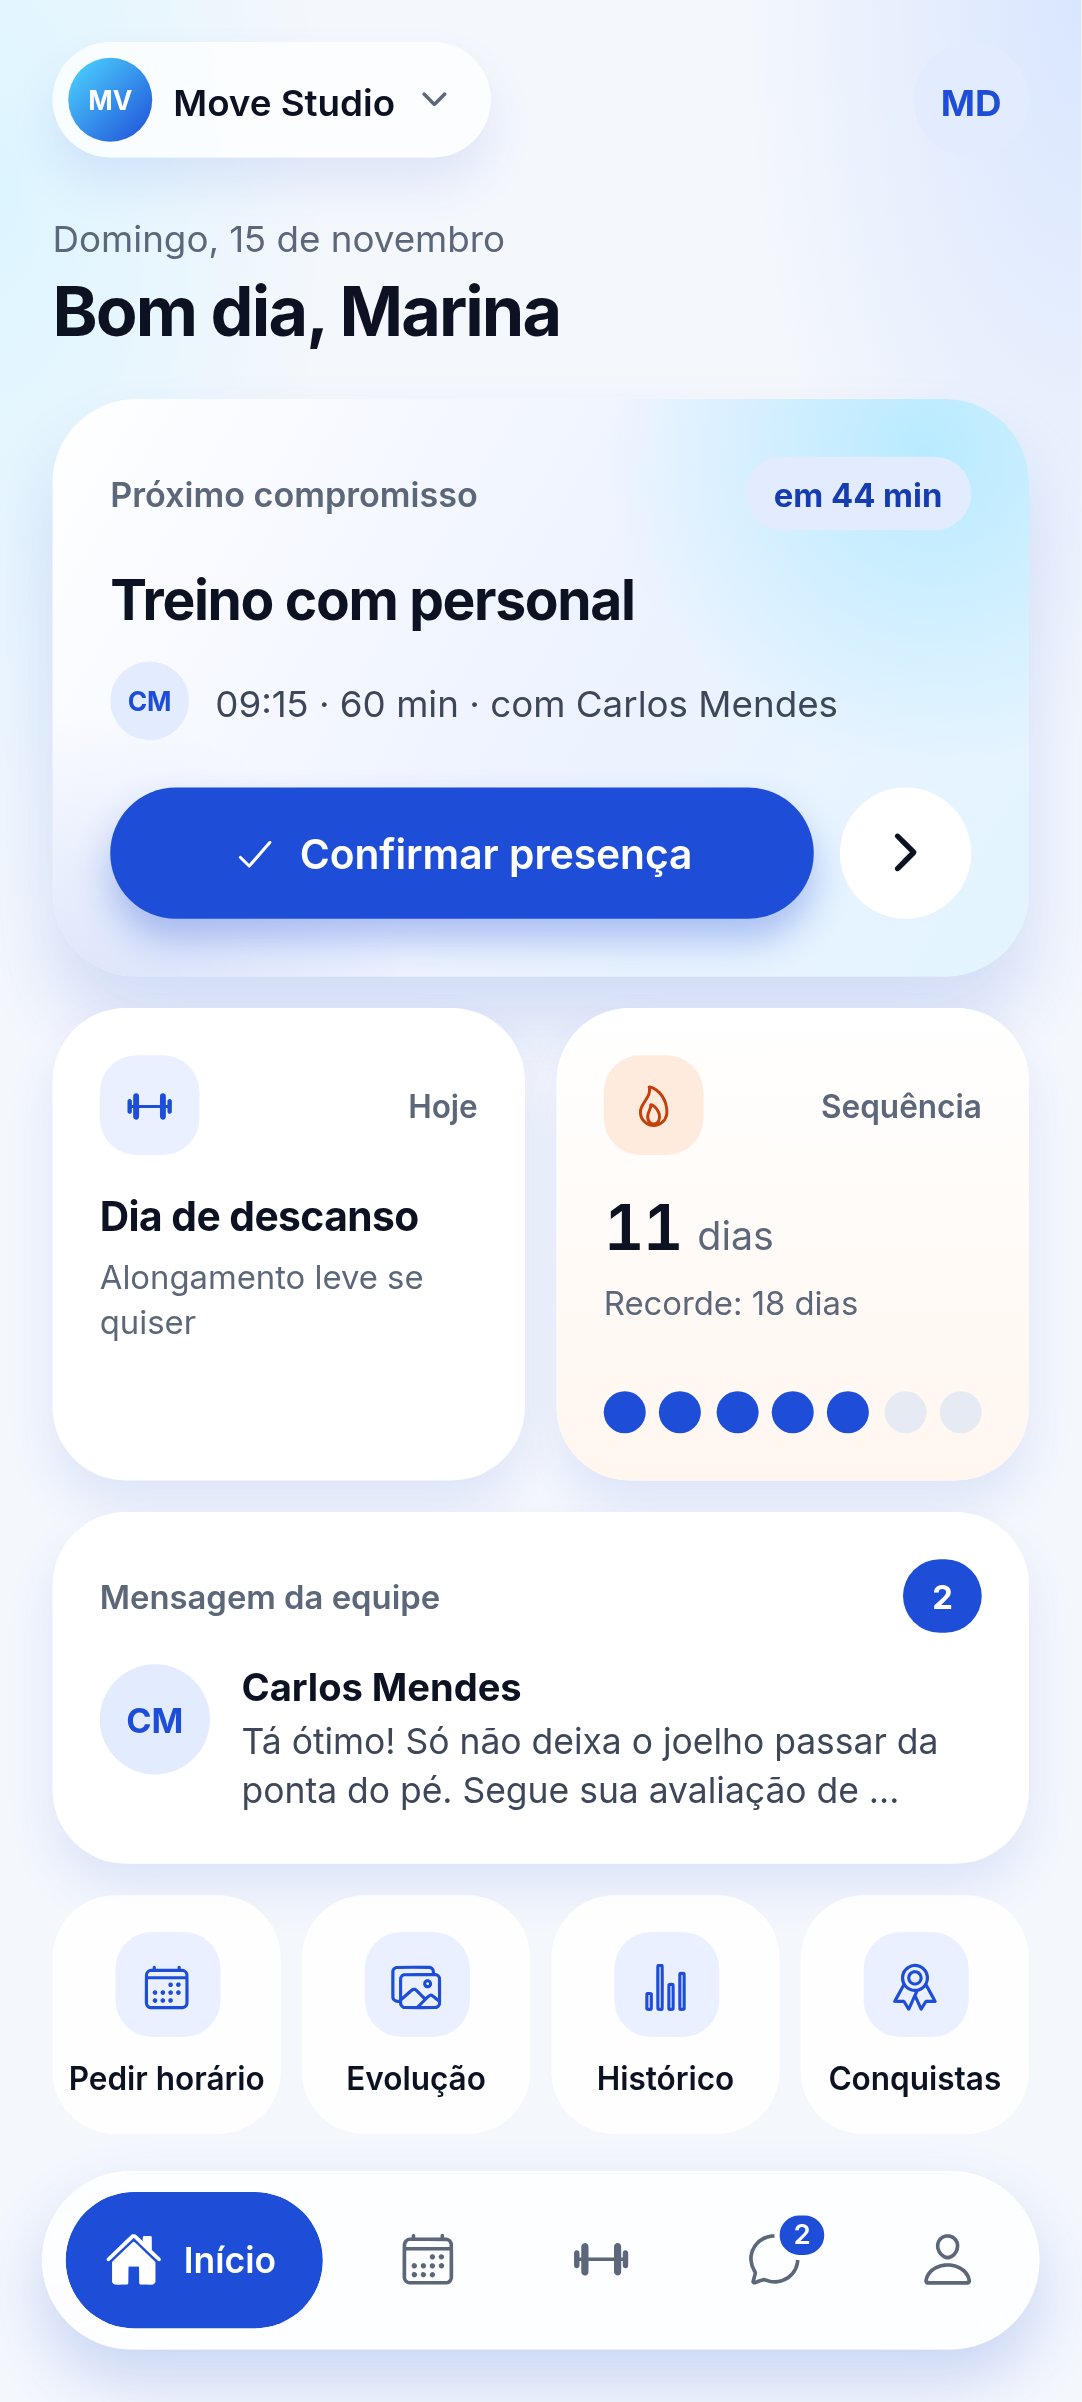 MV Move Studio
MD
Domingo, 15 de novembro
Bom dia, Marina
Próximo compromisso
em 44 min
Treino com personal
CM 09:15 · 60 min · com Carlos Mendes
Confirmar presença
Hoje
Dia de descanso
Alongamento leve se
quiser
Sequência
11 dias
Recorde: 18 dias
Mensagem da equipe
2
CM
Carlos Mendes
Tá ótimo! Só não deixa o joelho passar da
ponta do pé. Segue sua avaliação de ...
Pedir horário
Evolução
Histórico
Conquistas
Início
2